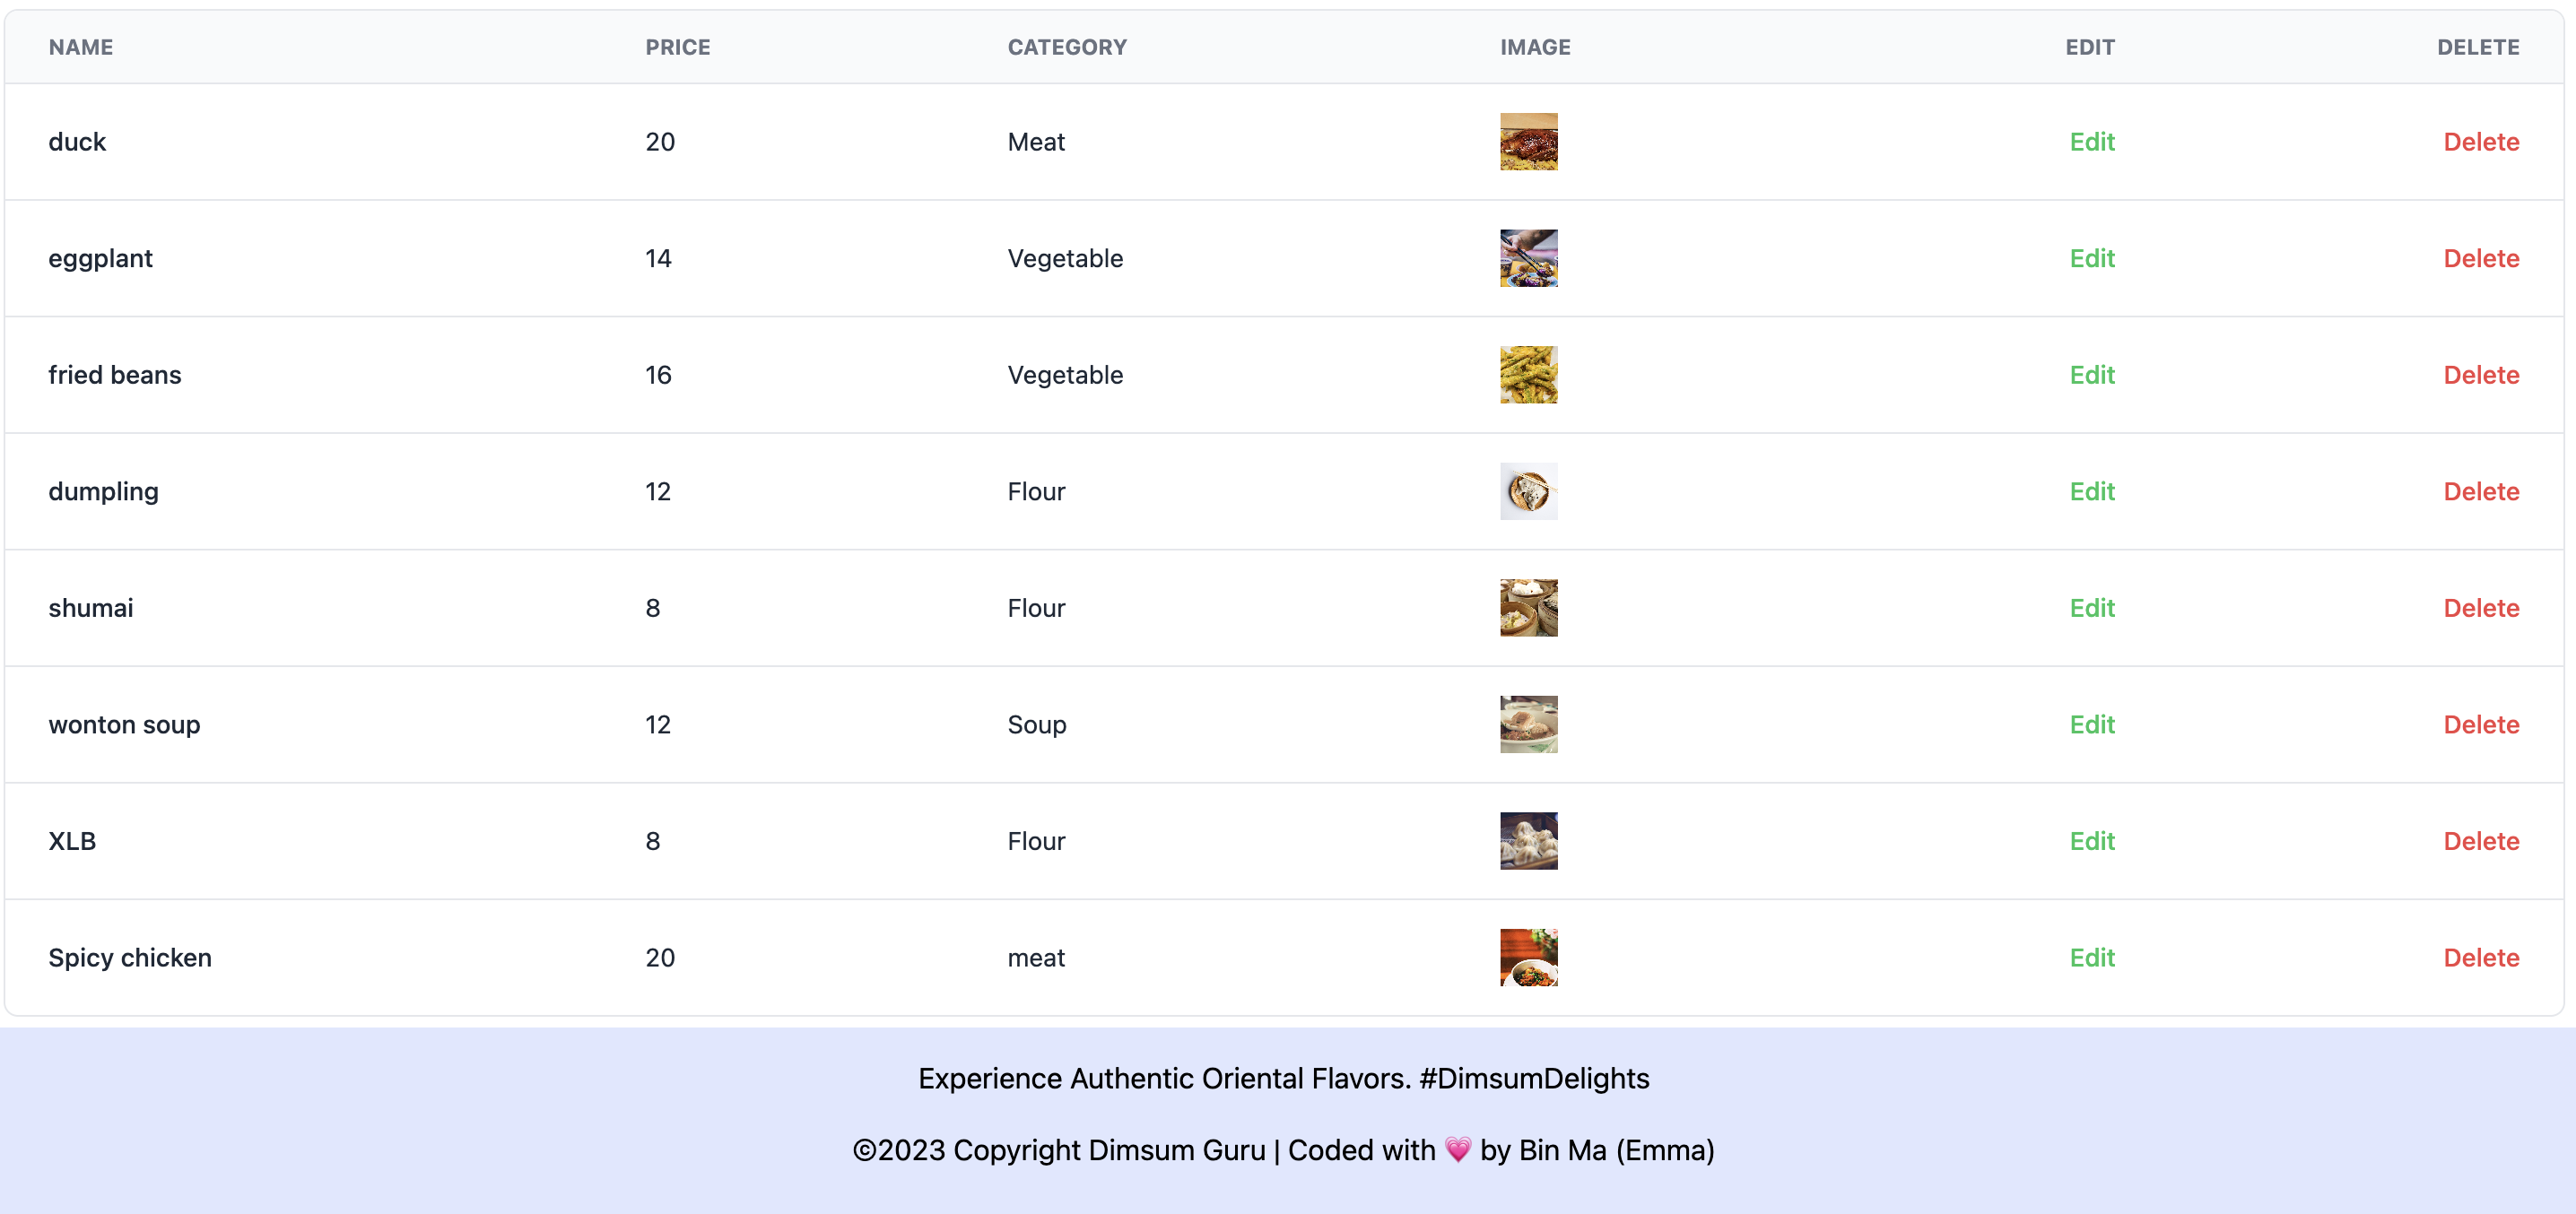 NAME PRICE CATEGORY IMAGE EDIT DELETE
duck 20 Meat Edit Delete
eggplant 14 Vegetable Edit Delete
fried beans 16 Vegetable Edit Delete
dumpling 12 Flour Edit Delete
shumai 8 Flour Edit Delete
wonton soup 12 Soup Edit Delete
XLB 8 Flour Edit Delete
Spicy chicken 20 meat Edit Delete
Experience Authentic Oriental Flavors. #DimsumDelights
©2023 Copyright Dimsum Guru | Coded with 💗 by Bin Ma (Emma)